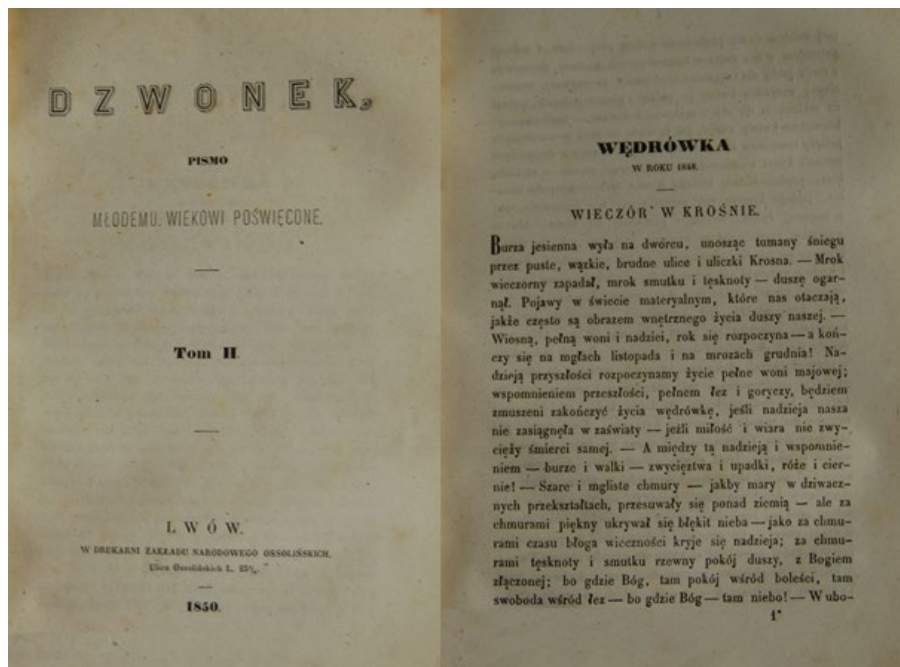 DZWONEK,
PISMO
MŁODEMU WIEKOWI POŚWIĘCONE.
Tom II.
LWÓW.
W DRUKARNI ZAKŁADU NARODOWEGO OSSOLIŃSKICH.
Ulica Ossolińskich L.
1850.
WĘDRÓWKA
W ROKU 1848.
WIECZÓR W KROŚNIE.
Burza jesienna wyła na dwórcu, unosząc tumany śniegu
przez puste, wązkie, brudne ulice i uliczki Krosna. — Mrok
wieczorny zapadał, mrok smutku i tęsknoty — duszę ogar-
nął. Pojawy w świecie materyalnym, które nas otaczają,
jakże często są obrazem wnętrznego życia duszy naszej. —
Wiosną, pełną woni i nadziei, rok się rozpoczyna — a koń-
czy się na mgłach listopada i na mrozach grudnia! Na-
dzieją przyszłości rozpoczynamy życie pełne woni majowej;
wspomnieniem przeszłości, pełnem łez i goryczy, będziem
zmuszeni zakończyć życia wędrówkę, jeśli nadzieja nasza
nie zasiągnęła w zaświaty — jeżli miłość i wiara nie zwy-
cięży śmierci samej. — A między tą nadzieją i wspomnie-
niem — burze i walki — zwycięztwa i upadki, róże i cier-
nie! — Szare i mgliste chmury — jakby mary w dziwacz-
nych przekształtach, przesuwały się ponad ziemią — ale za
chmurami piękny ukrywał się błękit nieba — jako za chmu-
rami czasu błoga wieczności kryje się nadzieja; za chmu-
rami tęsknoty i smutku rzewny pokój duszy, z Bogiem
złączonej; bo gdzie Bóg, tam pokój wśród boleści, tam
swoboda wśród łez — bo gdzie Bóg — tam niebo! — W ubo-
1*